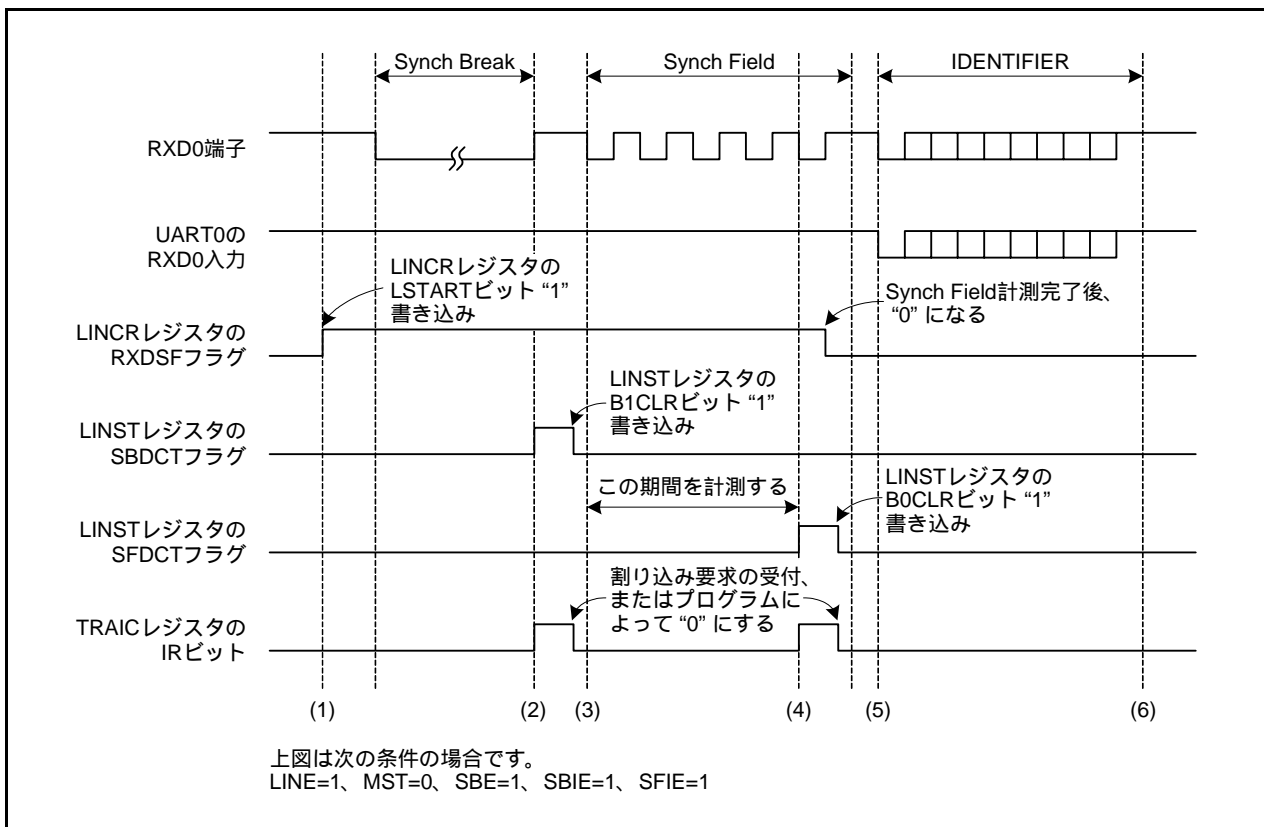 Synch Break
Synch Field
IDENTIFIER
RXD0端子
UART0の
RXD0入力
LINCRレジスタの
LSTARTビット “1”
書き込み
Synch Field計測完了後、
“0” になる
LINCRレジスタの
RXDSFフラグ
LINSTレジスタの
B1CLRビット “1”
書き込み
LINSTレジスタの
SBDCTフラグ
この期間を計測する
LINSTレジスタの
B0CLRビット “1”
書き込み
LINSTレジスタの
SFDCTフラグ
割り込み要求の受付、
またはプログラムに
よって “0” にする
TRAICレジスタの
IRビット
(1)
(2)
(3)
(4)
(5)
(6)
上図は次の条件の場合です。
LINE=1、MST=0、SBE=1、SBIE=1、SFIE=1